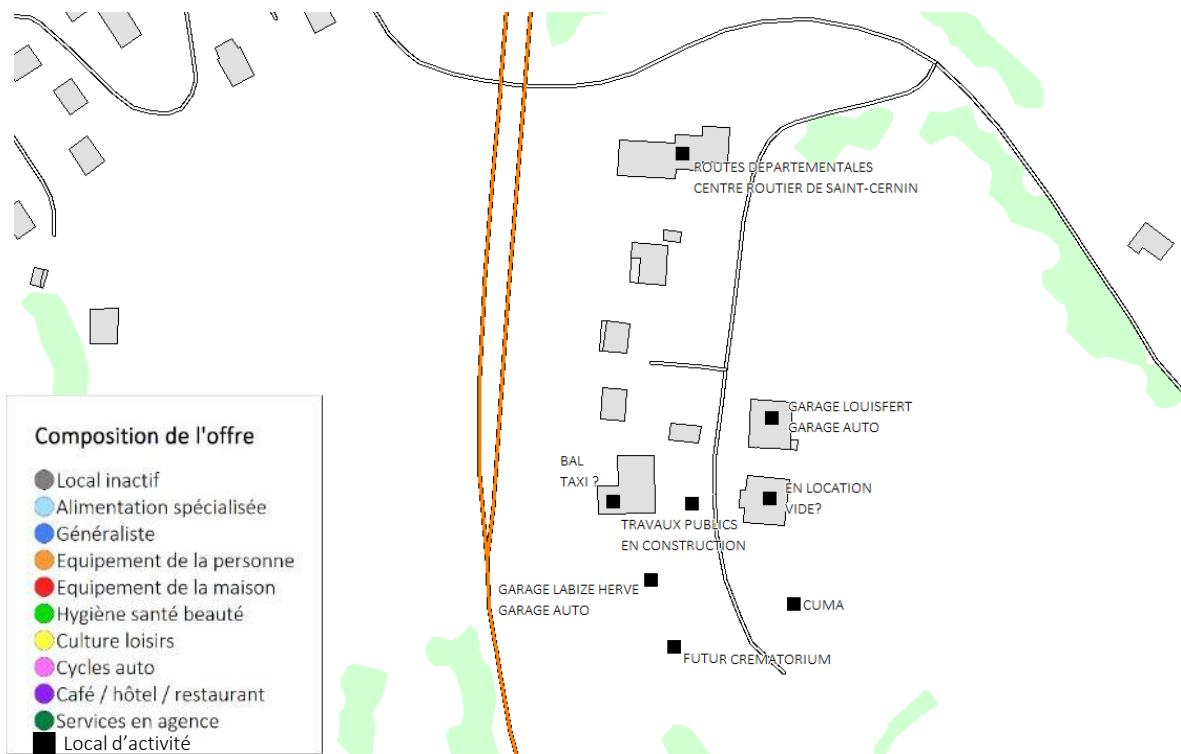 ROUTES DEPARTEMENTALES
CENTRE ROUTIER DE SAINT-CERNIN
GARAGE LOUISFERT
GARAGE AUTO
BAL
TAXI ?
EN LOCATION
VIDE?
TRAVAUX PUBLICS
EN CONSTRUCTION
GARAGE LABIZE HERVE
GARAGE AUTO
CUMA
FUTUR CREMATORIUM
Composition de l'offre
Local inactif
Alimentation spécialisée
Généraliste
Equipement de la personne
Equipement de la maison
Hygiène santé beauté
Culture loisirs
Cycles auto
Café / hôtel / restaurant
Services en agence
Local d’activité